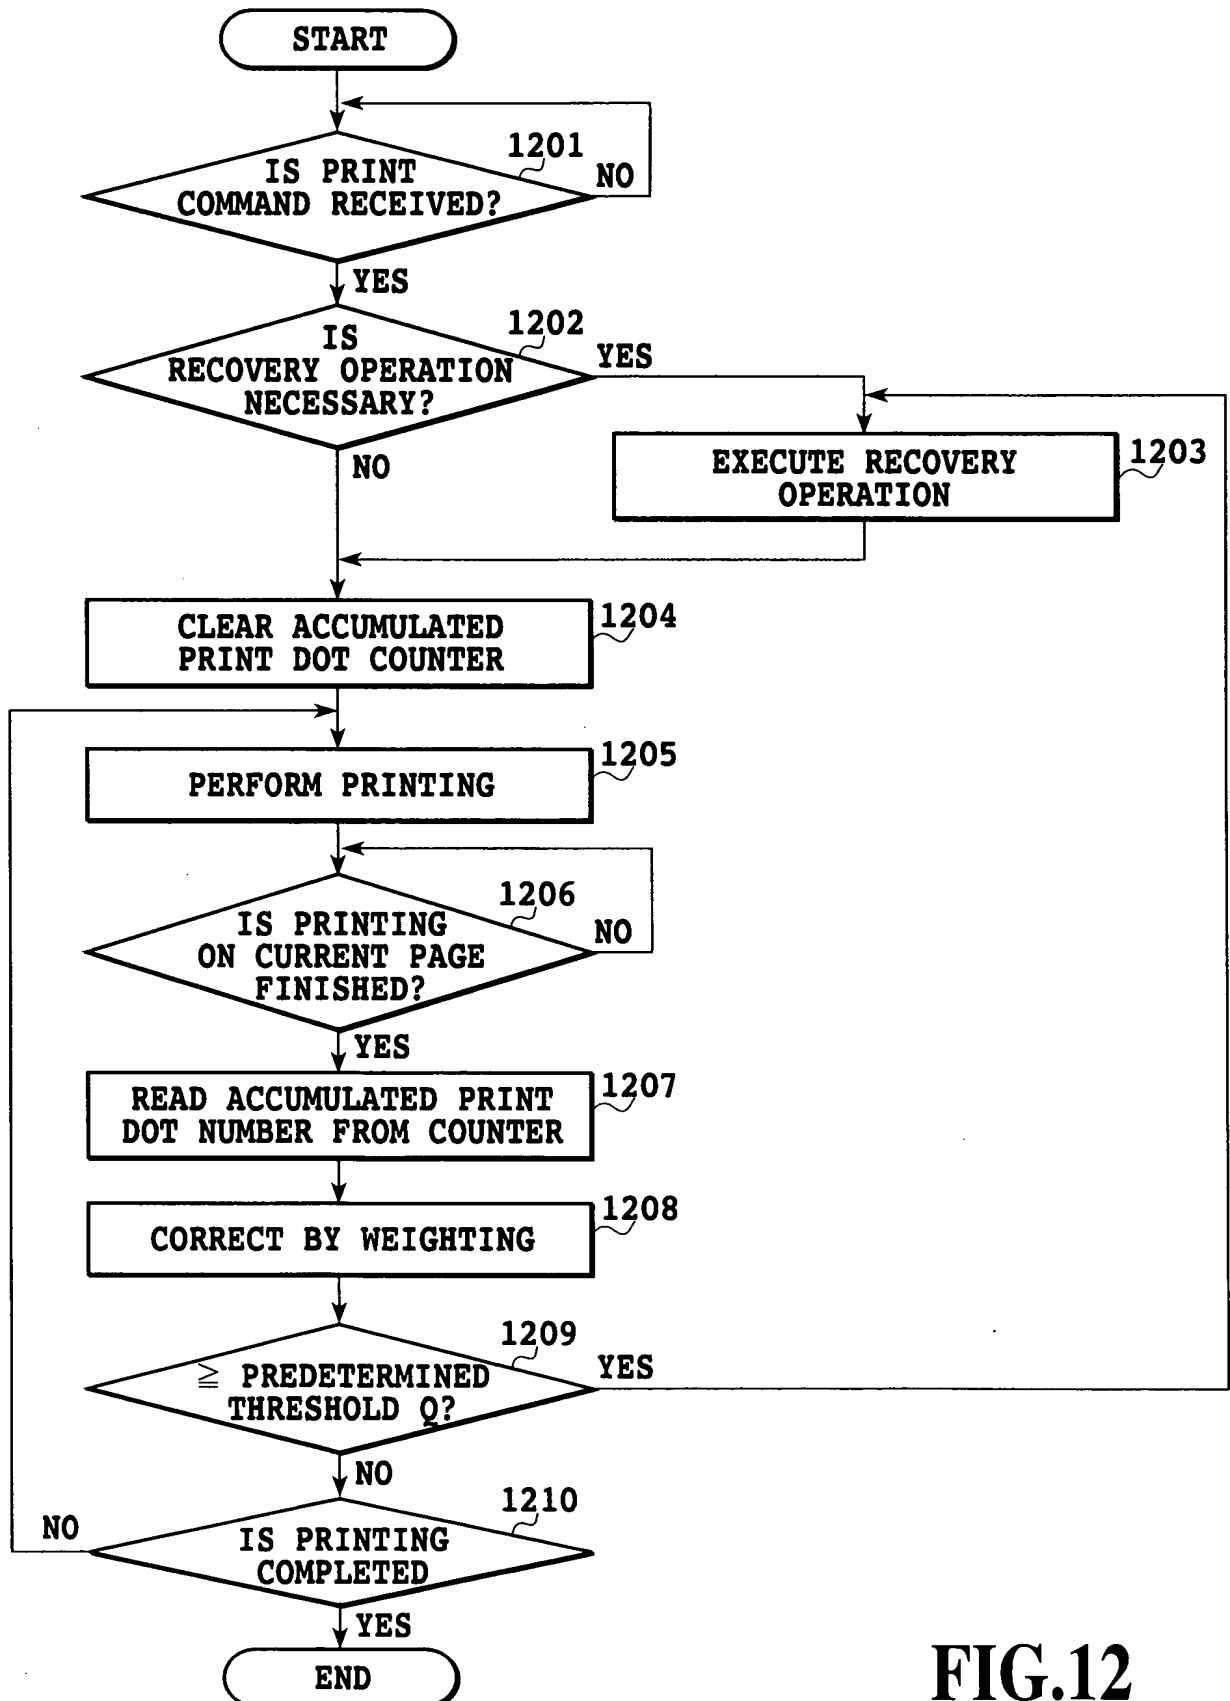 START
1201
IS PRINT
COMMAND RECEIVED?
NO
YES
1202
IS
RECOVERY OPERATION
NECESSARY?
YES
NO
1203
EXECUTE RECOVERY
OPERATION
1204
CLEAR ACCUMULATED
PRINT DOT COUNTER
1205
PERFORM PRINTING
1206
IS PRINTING
ON CURRENT PAGE
FINISHED?
NO
YES
1207
READ ACCUMULATED PRINT
DOT NUMBER FROM COUNTER
1208
CORRECT BY WEIGHTING
1209
≧ PREDETERMINED
THRESHOLD Q?
YES
NO
1210
IS PRINTING
COMPLETED
NO
YES
END
FIG.12